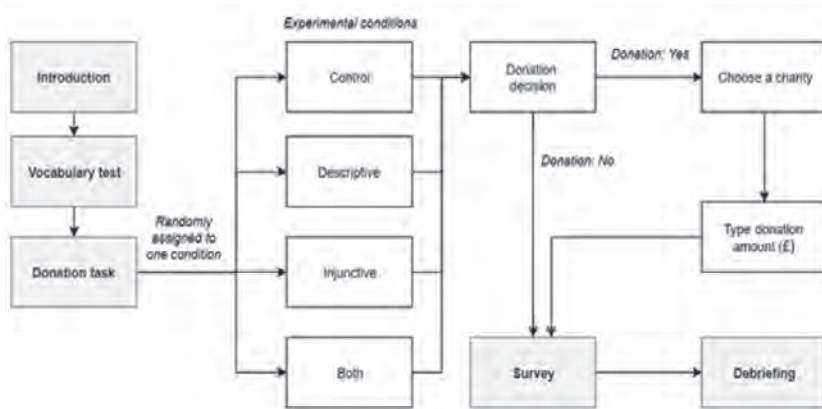 Experimental conditions
Introduction
Vocabulary test
Donation task
Randomly
assigned to
one condition
Control
Descriptive
Injunctive
Both
Donation
decision
Donation: Yes
Donation: No
Choose a charity
Type donation
amount (£)
Survey
Debriefing